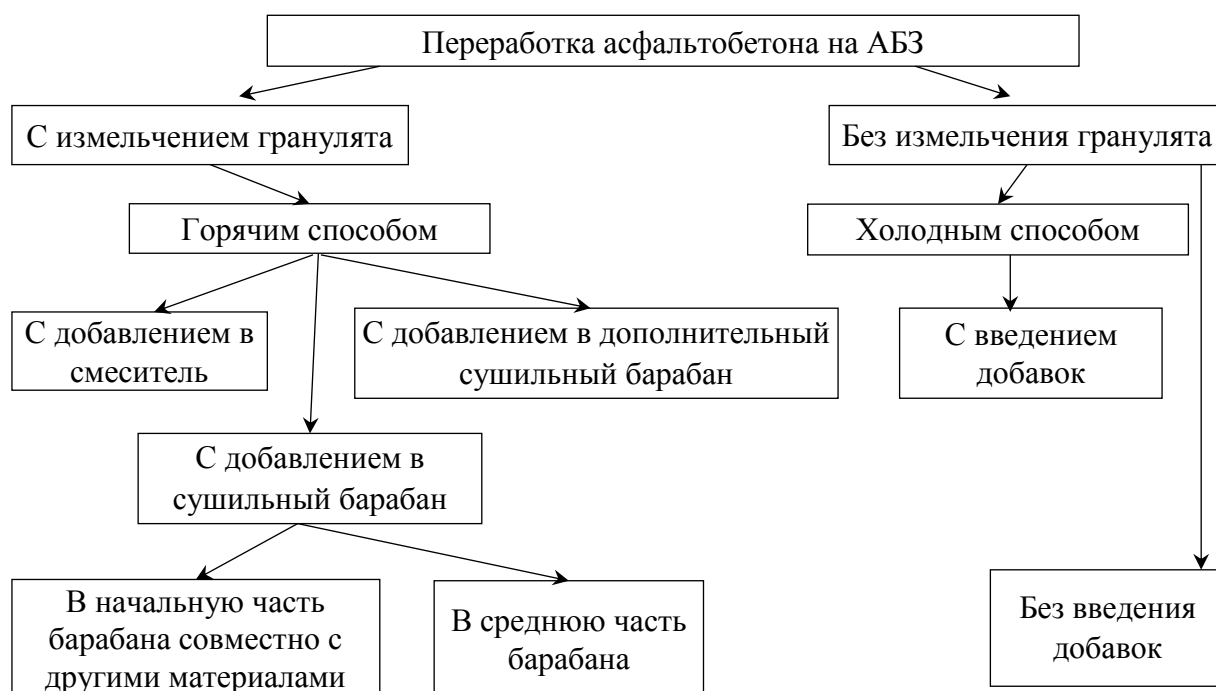 Переработка асфальтобетона на АБЗ
С измельчением гранулята
Без измельчения гранулята
Горячим способом
Холодным способом
С добавлением в
смеситель
С добавлением в дополнительный
сушильный барабан
С введением
добавок
С добавлением в
сушильный барабан
В начальную часть
барабана совместно с
другими материалами
В среднюю часть
барабана
Без введения
добавок